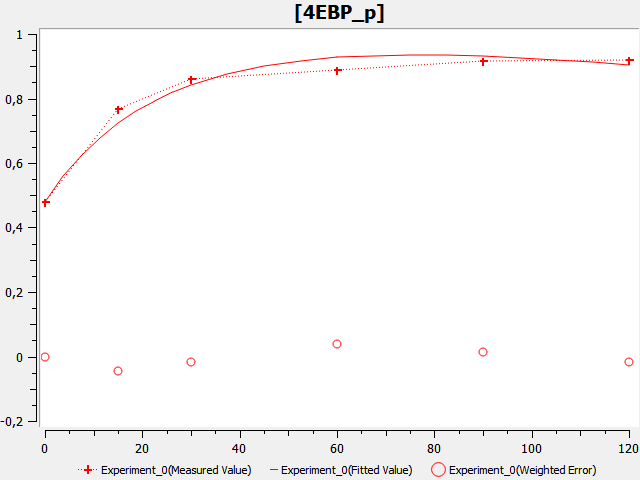 [4EBP_p]
1
0,8
0,6
0,4
0,2
0
-0,2
0 20 40 60 80 100 120
Experiment_0(Measured Value) Experiment_0(Fitted Value) Experiment_0(Weighted Error)